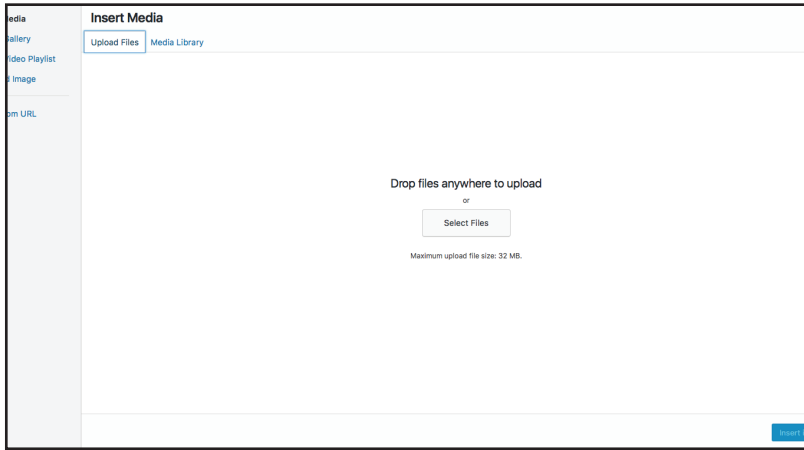 Insert Media
Upload Files Media Library
edia
allery
ideo Playlist
d Image
om URL
Drop files anywhere to upload
or
Select Files
Maximum upload file size: 32 MB.
Insert